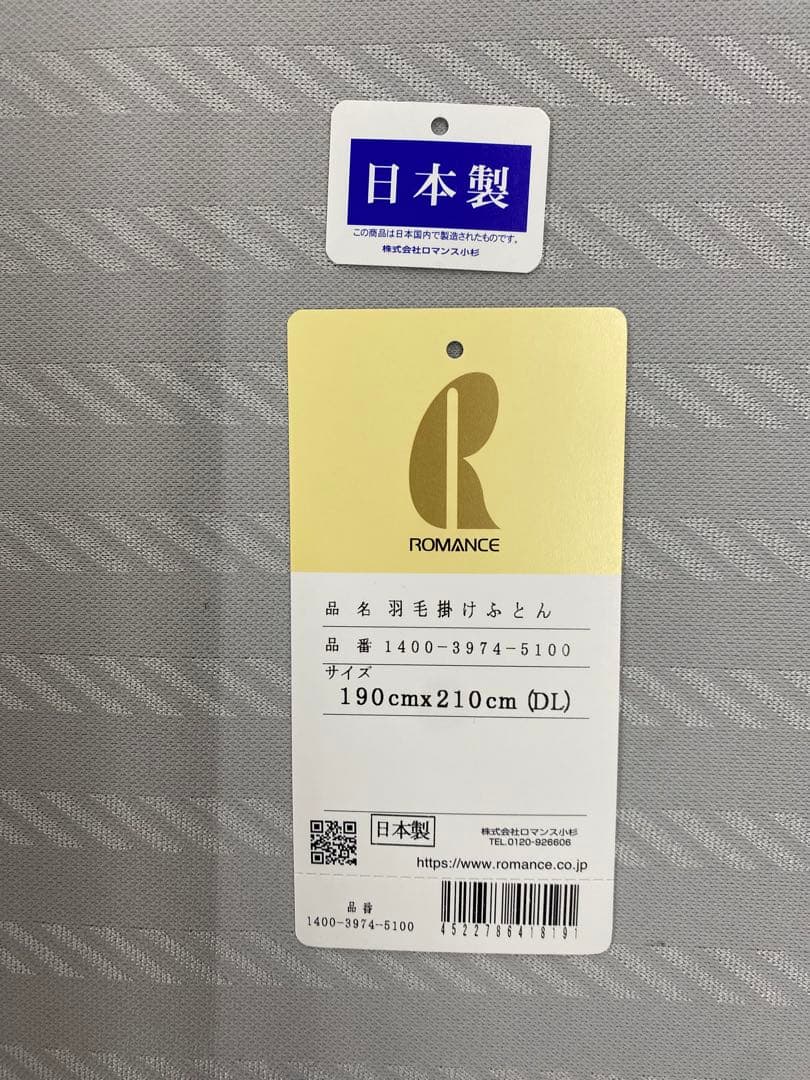 日本製
この商品は日本国内で製造されたものです。
株式会社ロマンス小杉
ROMANCE
品 名 羽毛掛けふとん
品 番 1400-3974-5100
サイズ
190cmx210cm (DL)
日本製
株式会社ロマンス小杉
TEL.0120-926606
https://www.romance.co.jp
品 番
1400-3974-5100
4522786418191